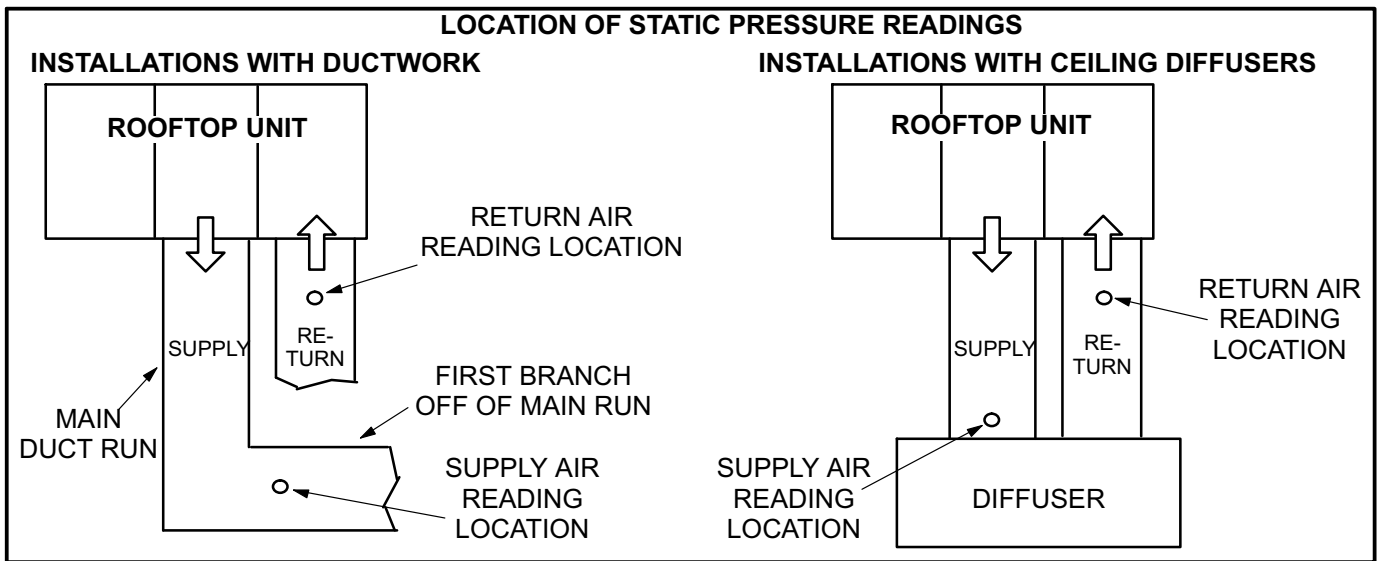 LOCATION OF STATIC PRESSURE READINGS
INSTALLATIONS WITH DUCTWORK
ROOFTOP UNIT
RETURN AIR
READING LOCATION
SUPPLY
RE-
TURN
FIRST BRANCH
OFF OF MAIN RUN
MAIN
DUCT RUN
SUPPLY AIR
READING
LOCATION
INSTALLATIONS WITH CEILING DIFFUSERS
ROOFTOP UNIT
RETURN AIR
READING
LOCATION
SUPPLY
RE-
TURN
SUPPLY AIR
READING
LOCATION
DIFFUSER